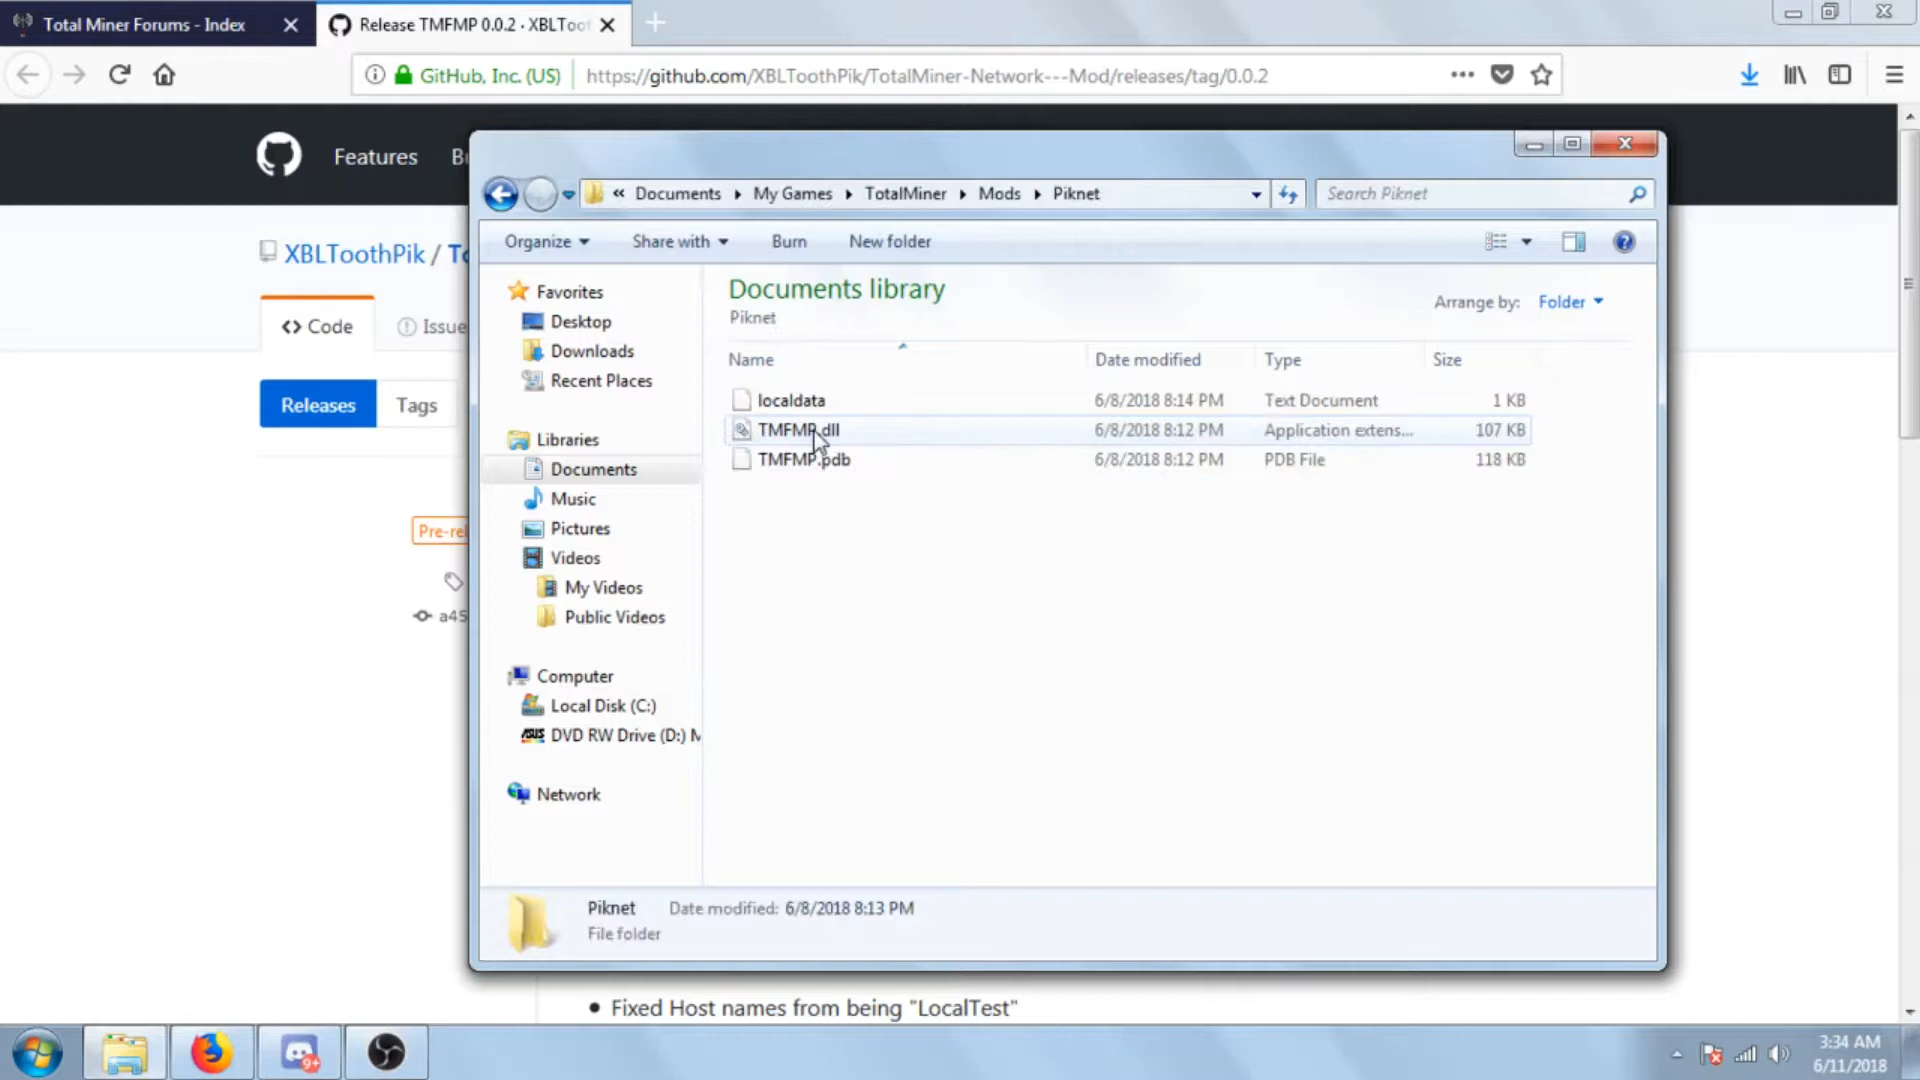 Total Miner Forums - Index
Release TMFMP 0.0.2 · XBLToot
GitHub, Inc. (US)
https://github.com/XBLToothPik/TotalMiner-Network---Mod/releases/tag/0.0.2
Features
Bu
« Documents My Games TotalMiner Mods Piknet
Search Piknet
Organize Share with Burn New folder
XBLToothPik / To
Code
Issue
Releases
Tags
Pre-rel
a45
Favorites
Desktop
Downloads
Recent Places
Libraries
Documents
Music
Pictures
Videos
My Videos
Public Videos
Computer
Local Disk (C:)
DVD RW Drive (D:) M
Network
Documents library
Piknet
Arrange by: Folder
Name Date modified Type Size
localdata 6/8/2018 8:14 PM Text Document 1 KB
TMFMP.dll 6/8/2018 8:12 PM Application extens... 107 KB
TMFMP.pdb 6/8/2018 8:12 PM PDB File 118 KB
Piknet Date modified: 6/8/2018 8:13 PM
File folder
• Fixed Host names from being "LocalTest"
9+
3:34 AM
6/11/2018